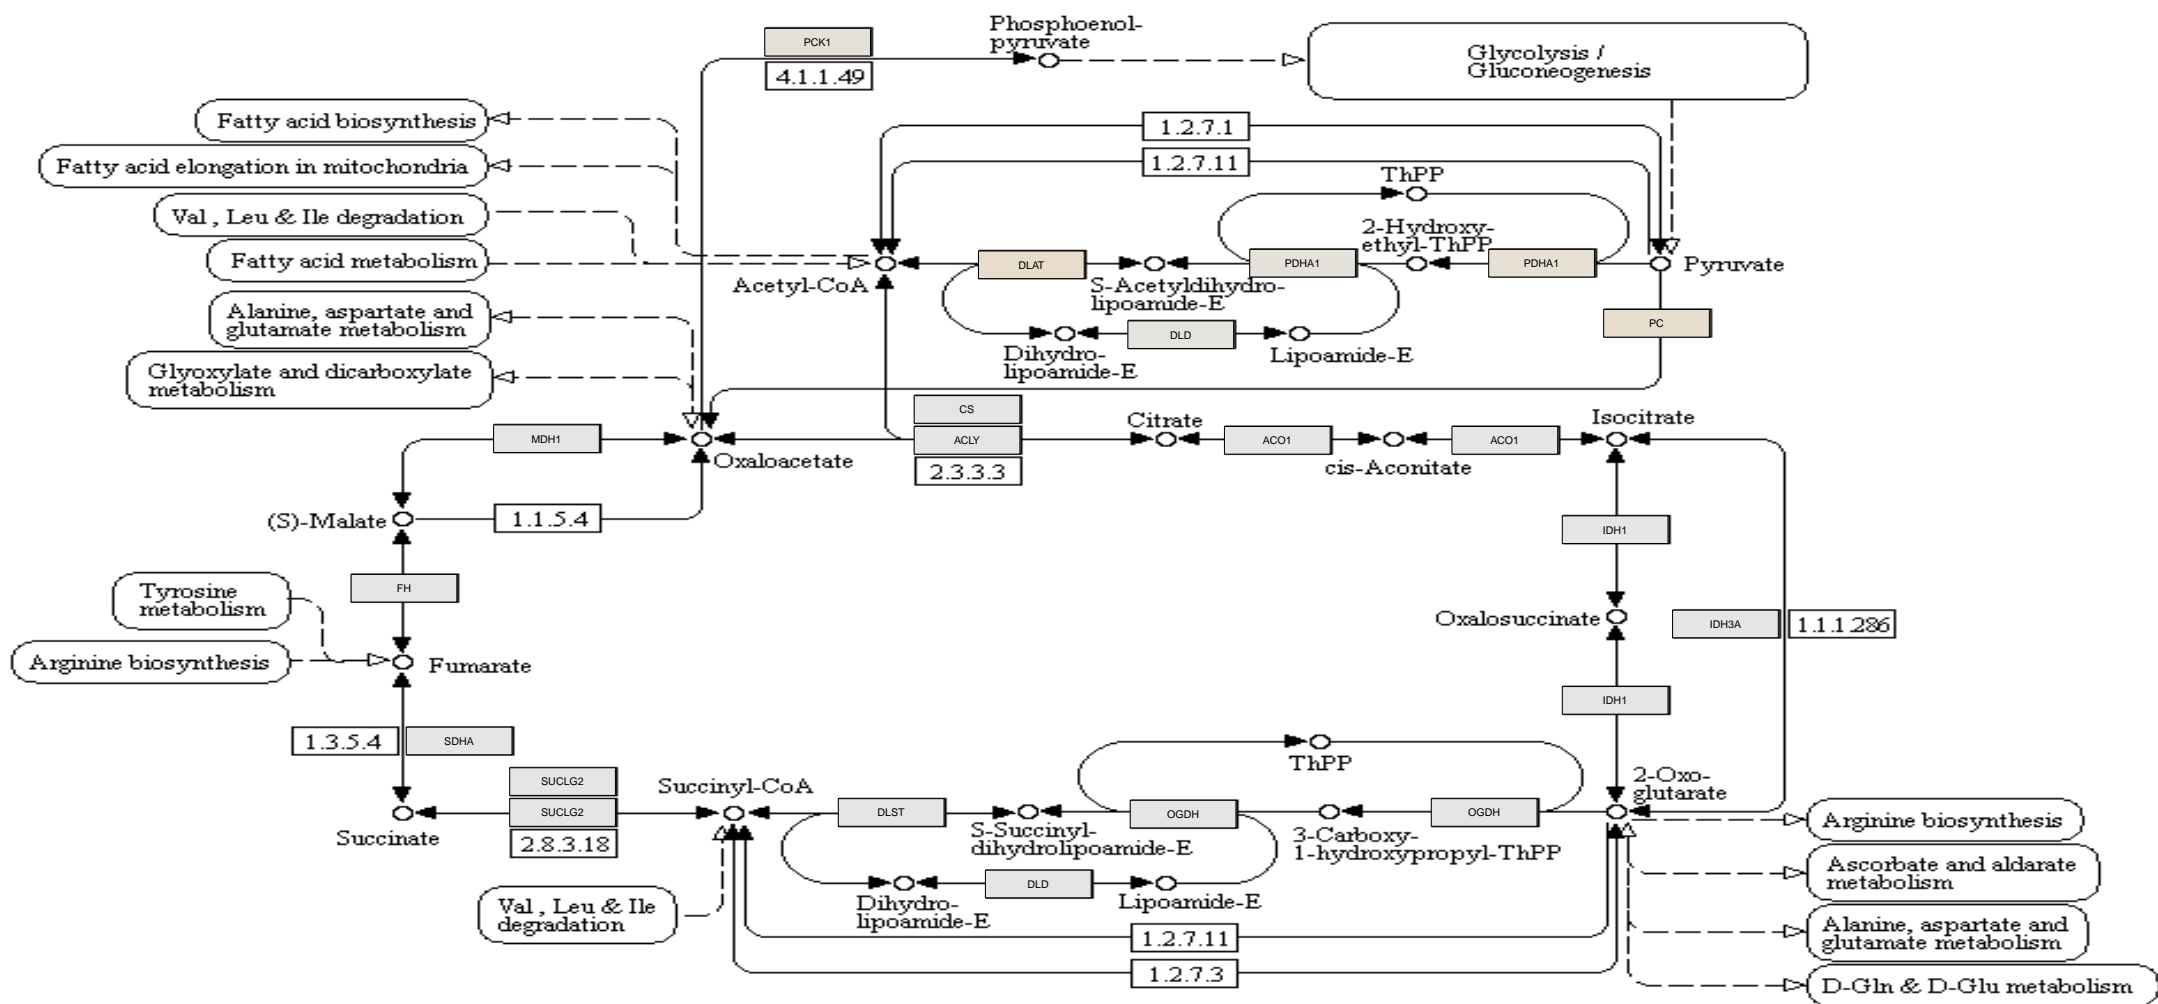 Phosphoenol-
pyruvate
PCK1
4.1.1.49
Glycolysis /
Gluconeogenesis
Fatty acid biosynthesis
Fatty acid elongation in mitochondria
Val , Leu & Ile degradation
Fatty acid metabolism
1.2.7.1
1.2.7.11
ThPP
2-Hydroxy-
ethyl-ThPP
DLAT
PDHA1
PDHA1
Pyruvate
Acetyl-CoA
S-Acetyldihydro-
lipoamide-E
Alanine, aspartate and
glutamate metabolism
DLD
PC
Dihydro-
lipoamide-E
Lipoamide-E
Glyoxylate and dicarboxylate
metabolism
CS
Citrate
Isocitrate
MDH1
ACLY
ACO1
ACO1
Oxaloacetate
2.3.3.3
cis-Aconitate
(S)-Malate
1.1.5.4
IDH1
FH
Tyrosine
metabolism
Oxalosuccinate
IDH3A
1.1.1.286
Arginine biosynthesis
Fumarate
IDH1
1.3.5.4
SDHA
ThPP
SUCLG2
Succinyl-CoA
2-Oxo-
glutarate
SUCLG2
DLST
OGDH
OGDH
Succinate
2.8.3.18
S-Succinyl-
dihydrolipoamide-E
3-Carboxy-
1-hydroxypropyl-ThPP
Arginine biosynthesis
Ascorbate and aldarate
metabolism
DLD
Val , Leu & Ile
degradation
Dihydro-
lipoamide-E
Lipoamide-E
1.2.7.11
Alanine, aspartate and
glutamate metabolism
1.2.7.3
D-Gln & D-Glu metabolism